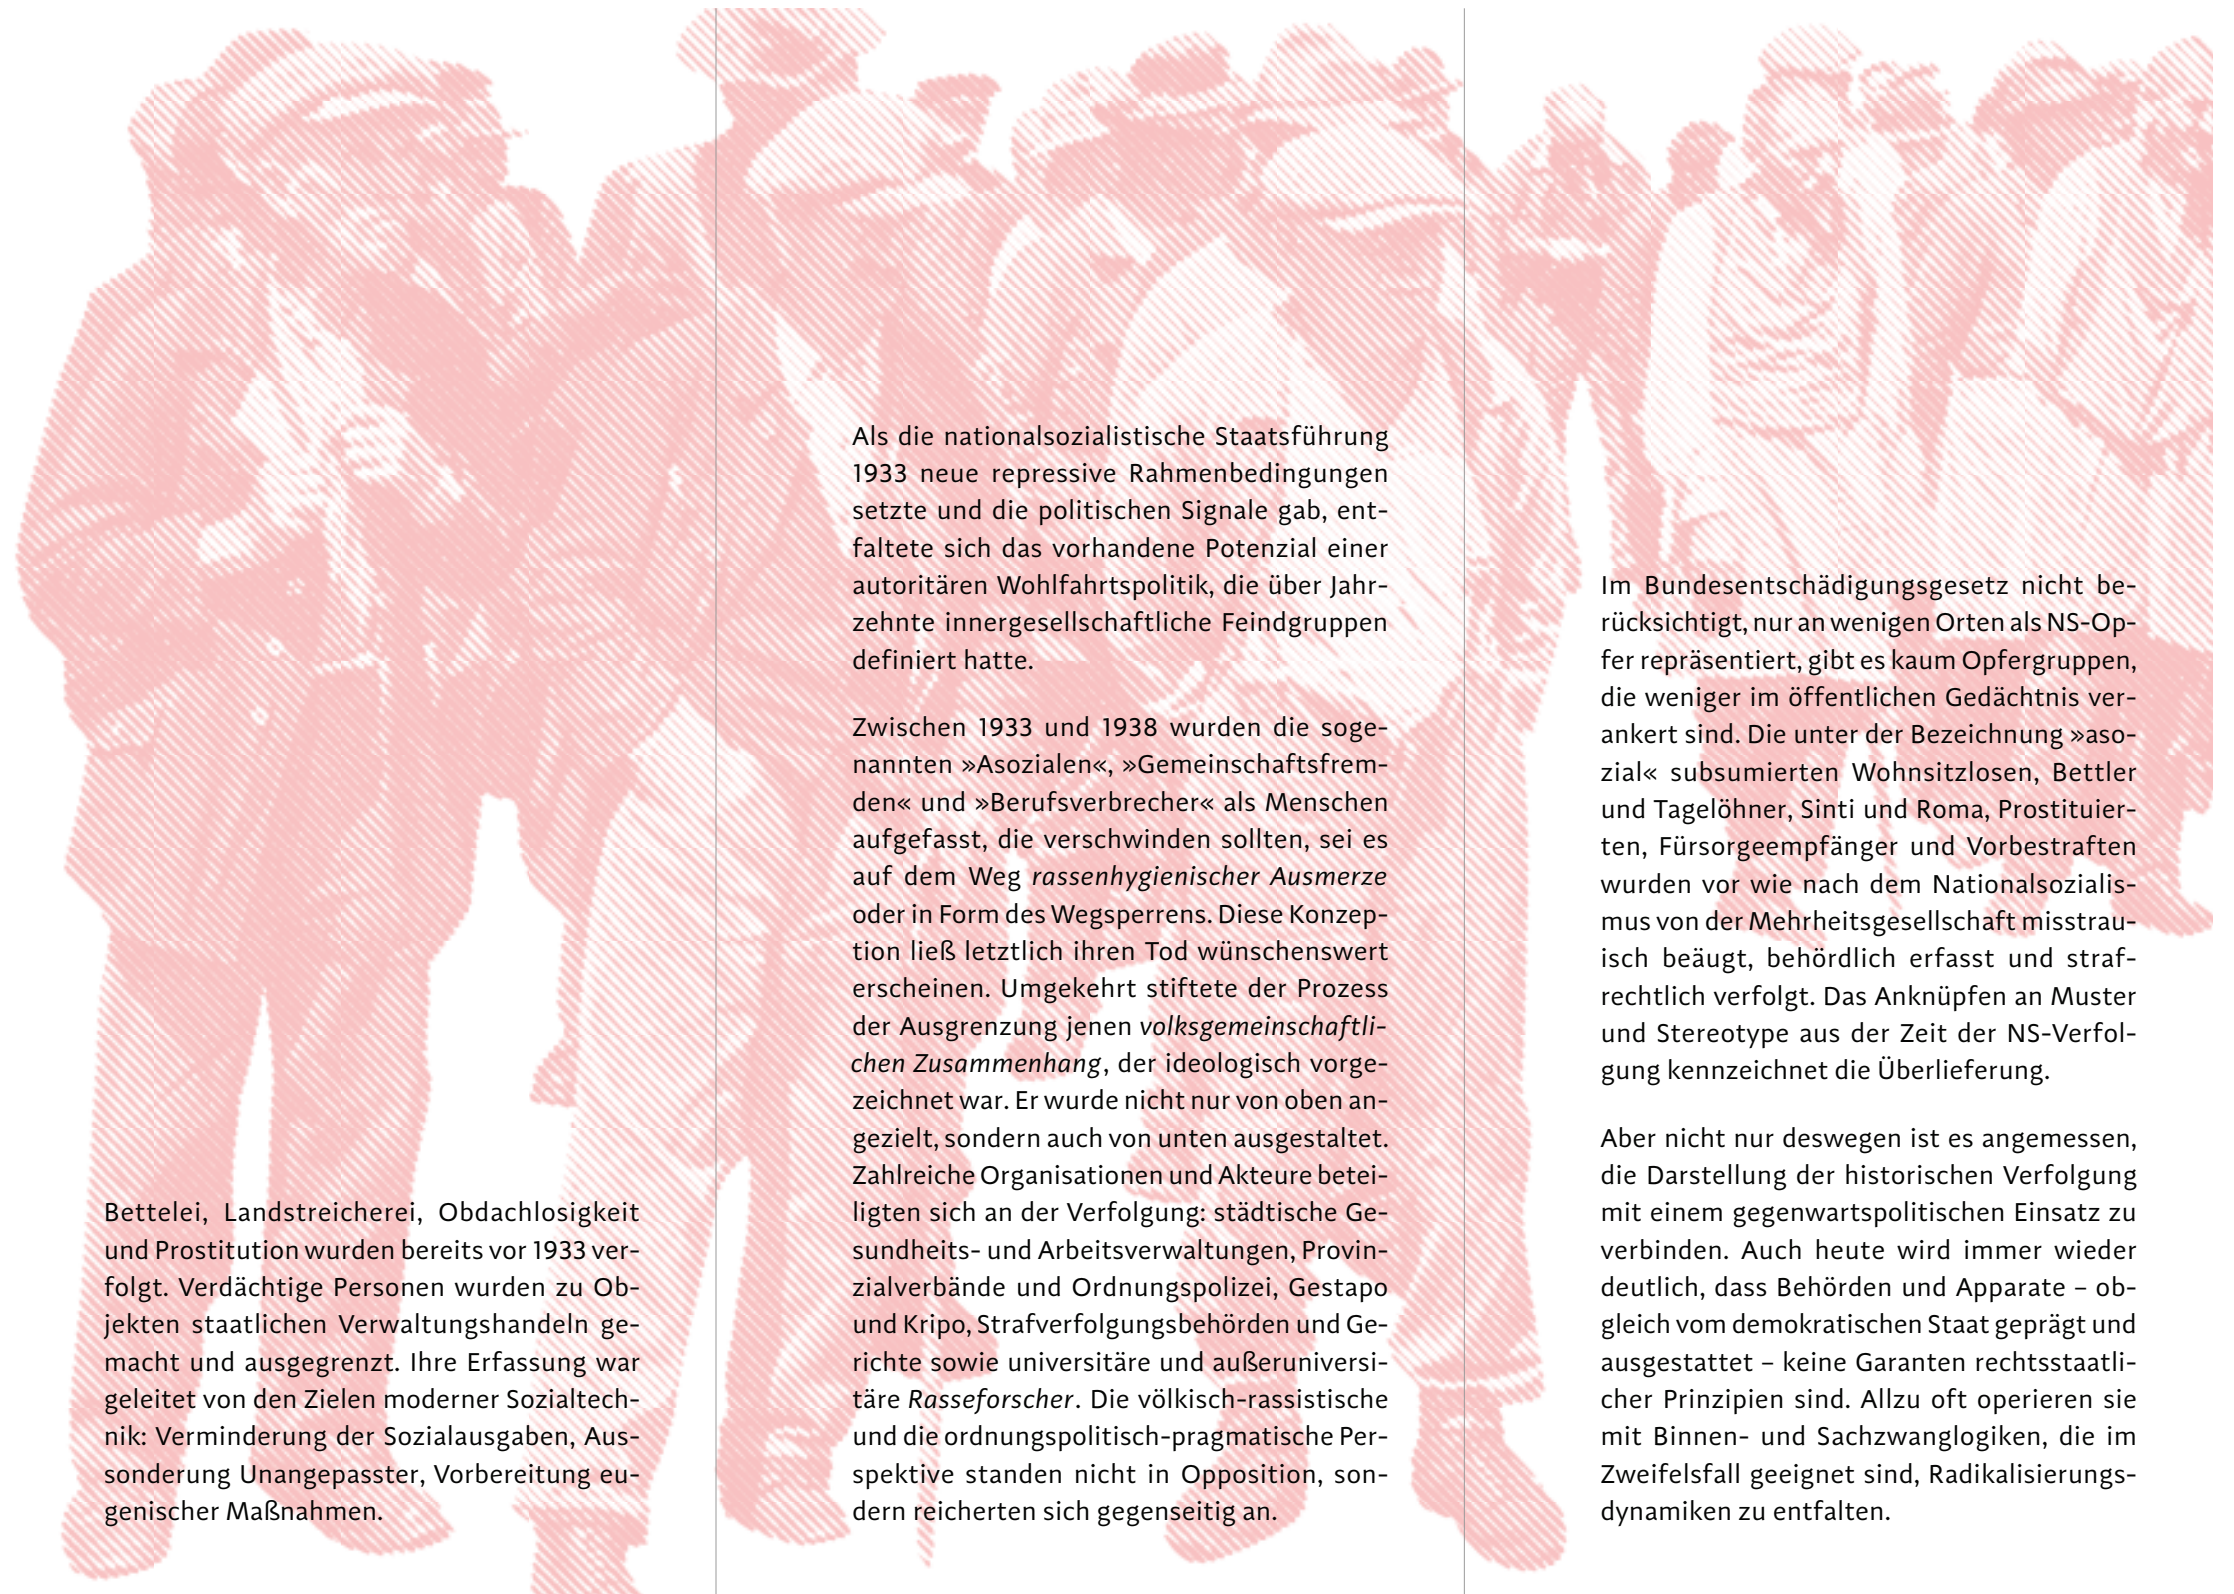 Bettelei, Landstreicherei, Obdachlosigkeit
und Prostitution wurden bereits vor 1933 ver-
folgt. Verdächtige Personen wurden zu Ob-
jekten staatlichen Verwaltungshandeln ge-
macht und ausgegrenzt. Ihre Erfassung war
geleitet von den Zielen moderner Sozialtech-
nik: Verminderung der Sozialausgaben, Aus-
sonderung Unangepasster, Vorbereitung eu-
genischer Maßnahmen.
Als die nationalsozialistische Staatsführung
1933 neue repressive Rahmenbedingungen
setzte und die politischen Signale gab, ent-
faltete sich das vorhandene Potenzial einer
autoritären Wohlfahrtspolitik, die über Jahr-
zehnte innergesellschaftliche Feindgruppen
definiert hatte.
Zwischen 1933 und 1938 wurden die soge-
nannten »Asozialen«, »Gemeinschaftsfrem-
den« und »Berufsverbrecher« als Menschen
aufgefasst, die verschwinden sollten, sei es
auf dem Weg rassenhygienischer Ausmerze
oder in Form des Wegsperrens. Diese Konzep-
tion ließ letztlich ihren Tod wünschenswert
erscheinen. Umgekehrt stiftete der Prozess
der Ausgrenzung jenen volksgemeinschaftli-
chen Zusammenhang, der ideologisch vorge-
zeichnet war. Er wurde nicht nur von oben an-
gezielt, sondern auch von unten ausgestaltet.
Zahlreiche Organisationen und Akteure betei-
ligten sich an der Verfolgung: städtische Ge-
sundheits- und Arbeitsverwaltungen, Provin-
zialverbände und Ordnungspolizei, Gestapo
und Kripo, Strafverfolgungsbehörden und Ge-
richte sowie universitäre und außeruniversi-
täre Rasseforscher. Die völkisch-rassistische
und die ordnungspolitisch-pragmatische Per-
spektive standen nicht in Opposition, son-
dern reicherten sich gegenseitig an.
Im Bundesentschädigungsgesetz nicht be-
rücksichtigt, nur an wenigen Orten als NS-Op-
fer repräsentiert, gibt es kaum Opfergruppen,
die weniger im öffentlichen Gedächtnis ver-
ankert sind. Die unter der Bezeichnung »aso-
zial« subsumierten Wohnsitzlosen, Bettler
und Tagelöhner, Sinti und Roma, Prostituier-
ten, Fürsorgeempfänger und Vorbestraften
wurden vor wie nach dem Nationalsozialis-
mus von der Mehrheitsgesellschaft misstrau-
isch beäugt, behördlich erfasst und straf-
rechtlich verfolgt. Das Anknüpfen an Muster
und Stereotype aus der Zeit der NS-Verfol-
gung kennzeichnet die Überlieferung.
Aber nicht nur deswegen ist es angemessen,
die Darstellung der historischen Verfolgung
mit einem gegenwartspolitischen Einsatz zu
verbinden. Auch heute wird immer wieder
deutlich, dass Behörden und Apparate – ob-
gleich vom demokratischen Staat geprägt und
ausgestattet – keine Garanten rechtsstaatli-
cher Prinzipien sind. Allzu oft operieren sie
mit Binnen- und Sachzwanglogiken, die im
Zweifelsfall geeignet sind, Radikalisierungs-
dynamiken zu entfalten.